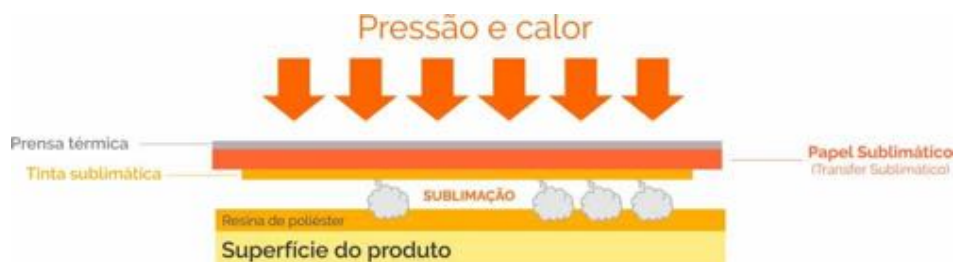 Pressão e calor
Prensa térmica
Tinta sublimática
Papel Sublimático
(Transfer Sublimático)
SUBLIMAÇÃO
Resina de poliéster
Superfície do produto